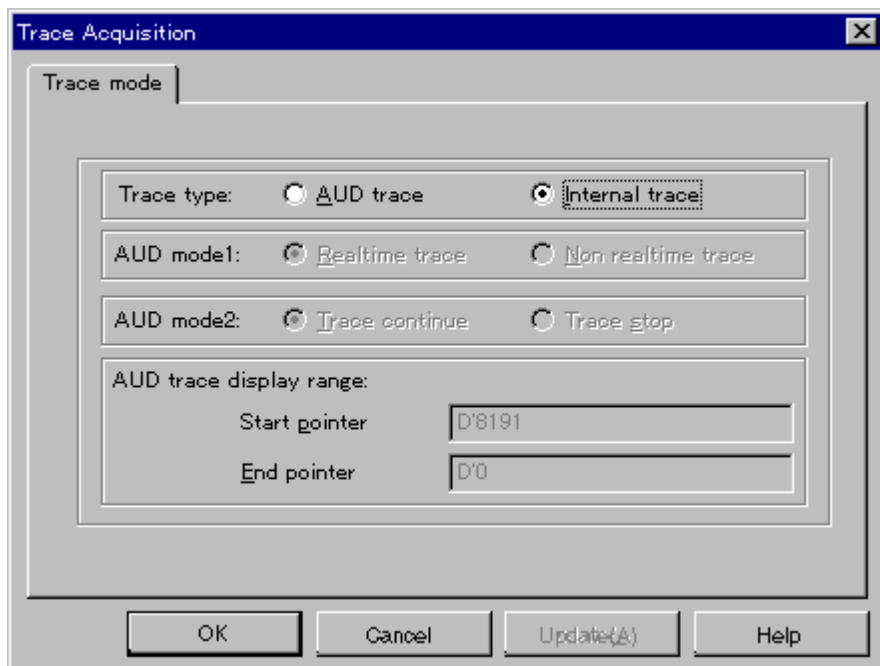 Trace Acquisition
Trace mode
Trace type: AUD trace Internal trace
AUD mode1: Realtime trace Non realtime trace
AUD mode2: Trace continue Trace stop
AUD trace display range:
Start pointer D'8191
End pointer D'0
OK Cancel Update(A) Help